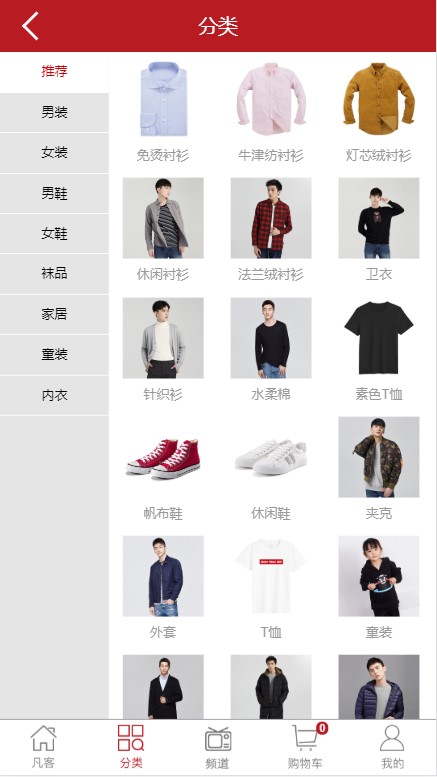 分类
推荐
男装
女装
男鞋
女鞋
袜品
家居
童装
内衣
免烫衬衫
牛津纺衬衫
灯芯绒衬衫
休闲衬衫
法兰绒衬衫
卫衣
针织衫
水柔棉
素色T恤
帆布鞋
休闲鞋
夹克
外套
T恤
童装
凡客
分类
频道
0
购物车
我的